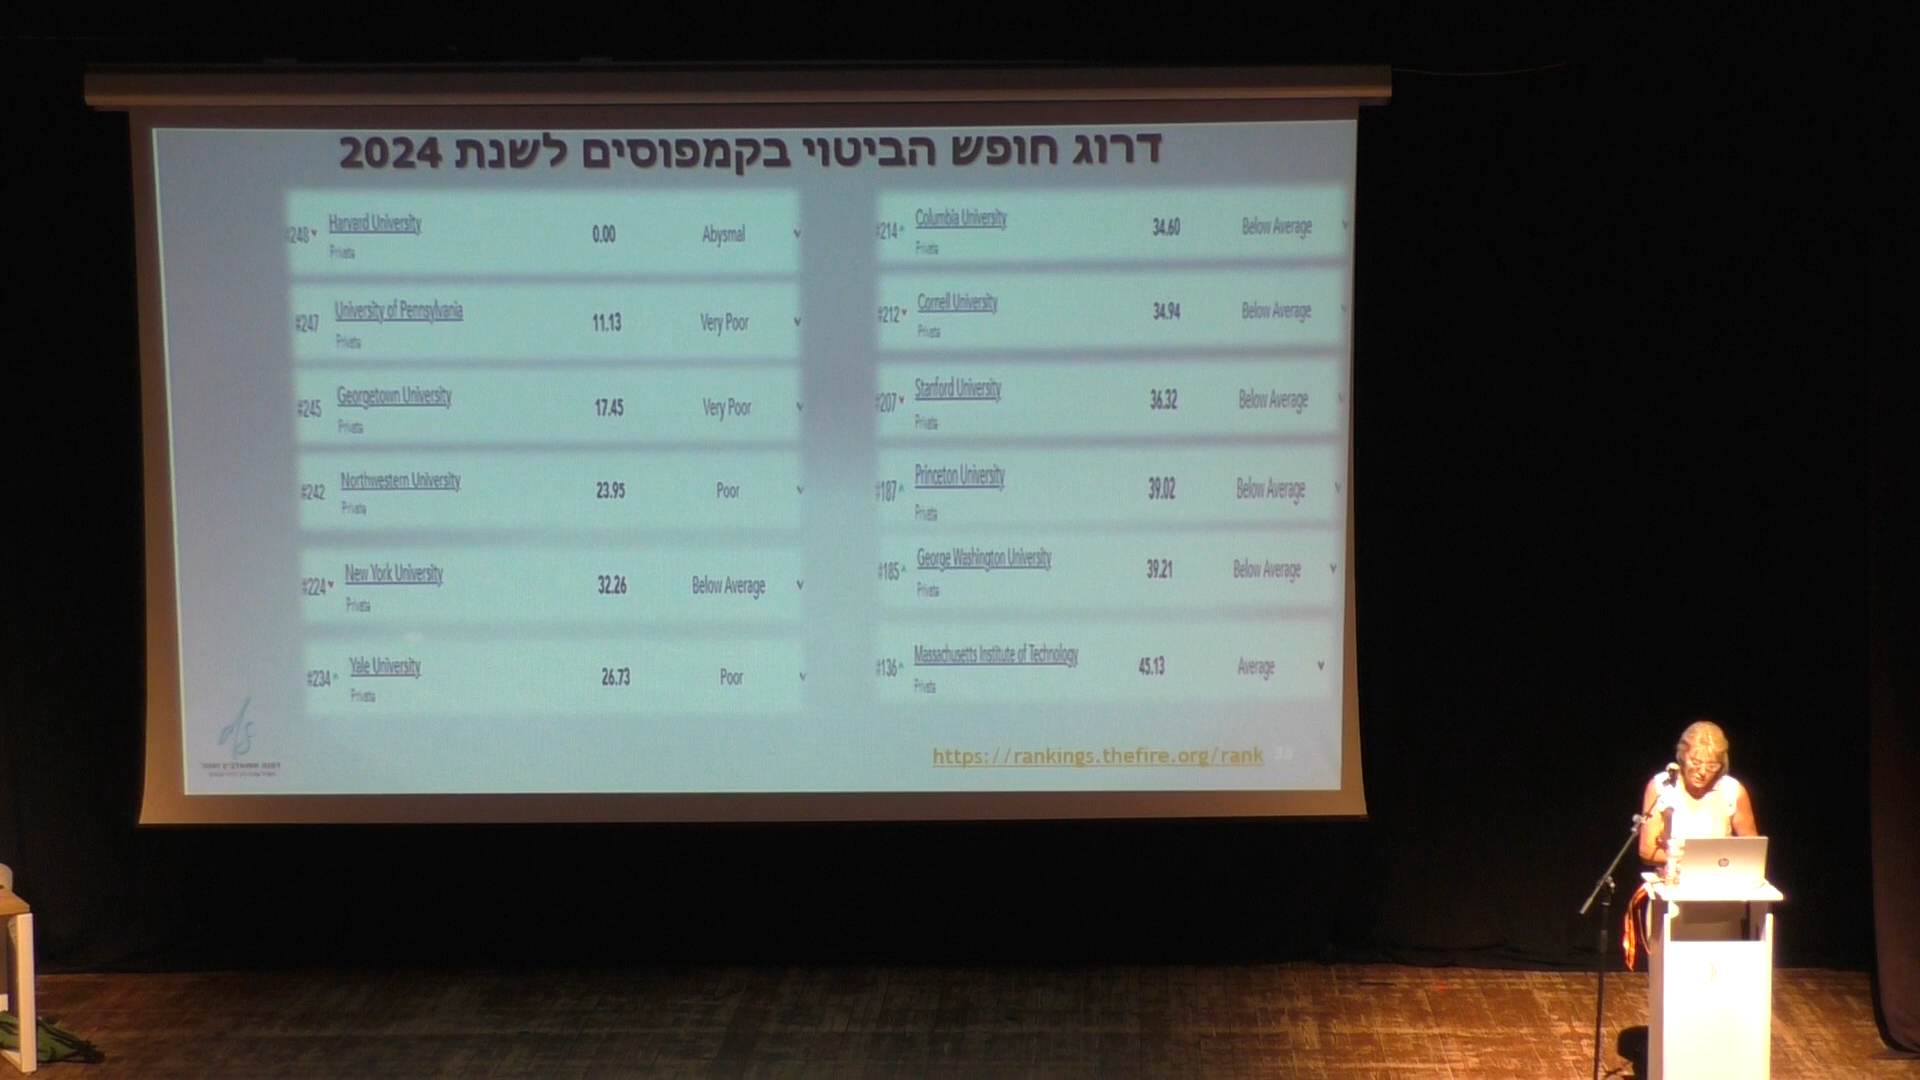 דרוג חופש הביטוי בקמפוסים לשנת 2024
#248 Harvard University 0.00 Abysmal
Private
#247 University of Pennsylvania 11.13 Very Poor
Private
#245 Georgetown University 17.45 Very Poor
Private
#242 Northwestern University 23.95 Poor
Private
#224 New York University 32.26 Below Average
Private
#234 Yale University 26.73 Poor
Private
#214 Columbia University 34.60 Below Average
Private
#212 Cornell University 34.94 Below Average
Private
#207 Stanford University 36.32 Below Average
Private
#187 Princeton University 39.02 Below Average
Private
#185 George Washington University 39.21 Below Average
Private
#136 Massachusetts Institute of Technology 45.13 Average
Private
https://rankings.thefire.org/rank
ds
hp